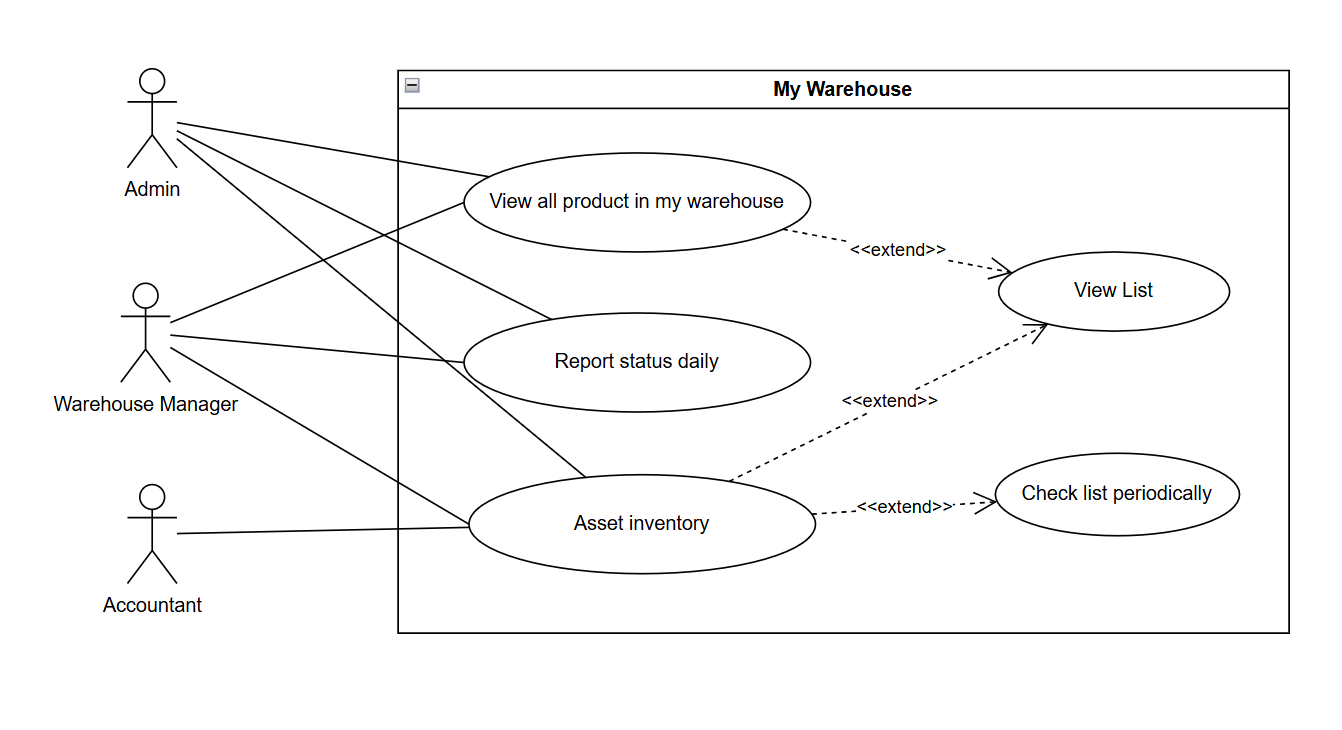 My Warehouse
Admin
View all product in my warehouse
<<extend>>
View List
Warehouse Manager
Report status daily
<<extend>>
Accountant
Asset inventory
<<extend>>
Check list periodically